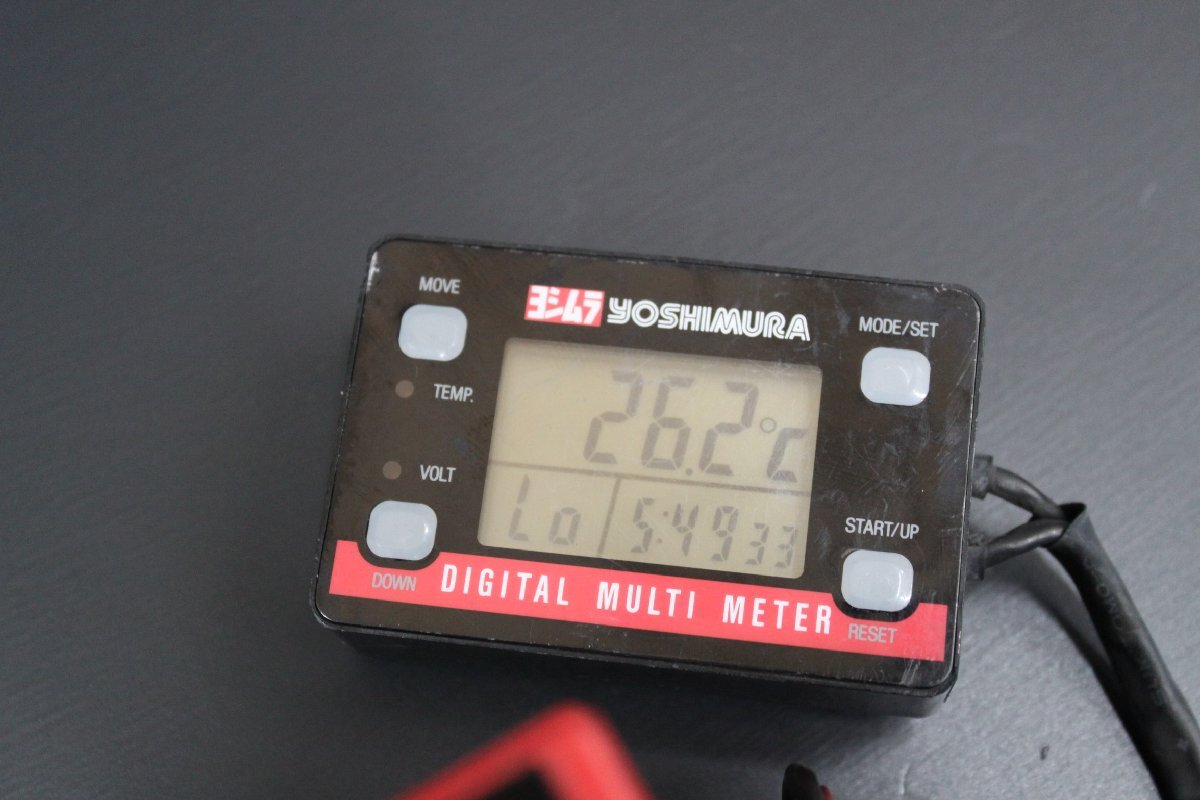 MOVE
ヨシムラ YOSHIMURA
MODE/SET
TEMP.
26.2°C
VOLT
Lo 5:49 33
START/UP
DOWN
DIGITAL MULTI METER
RESET